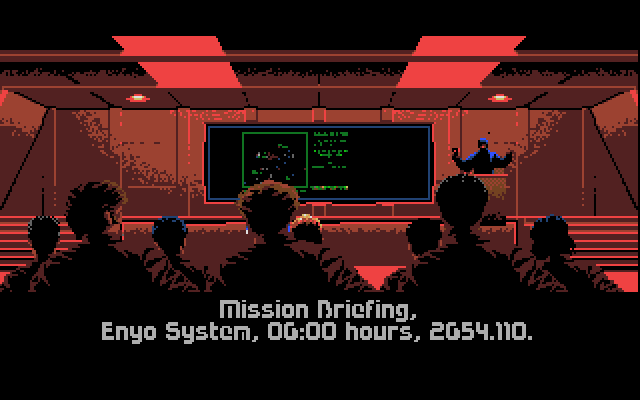 Mission Briefing,
Enyo System, 06:00 hours, 2654.110.